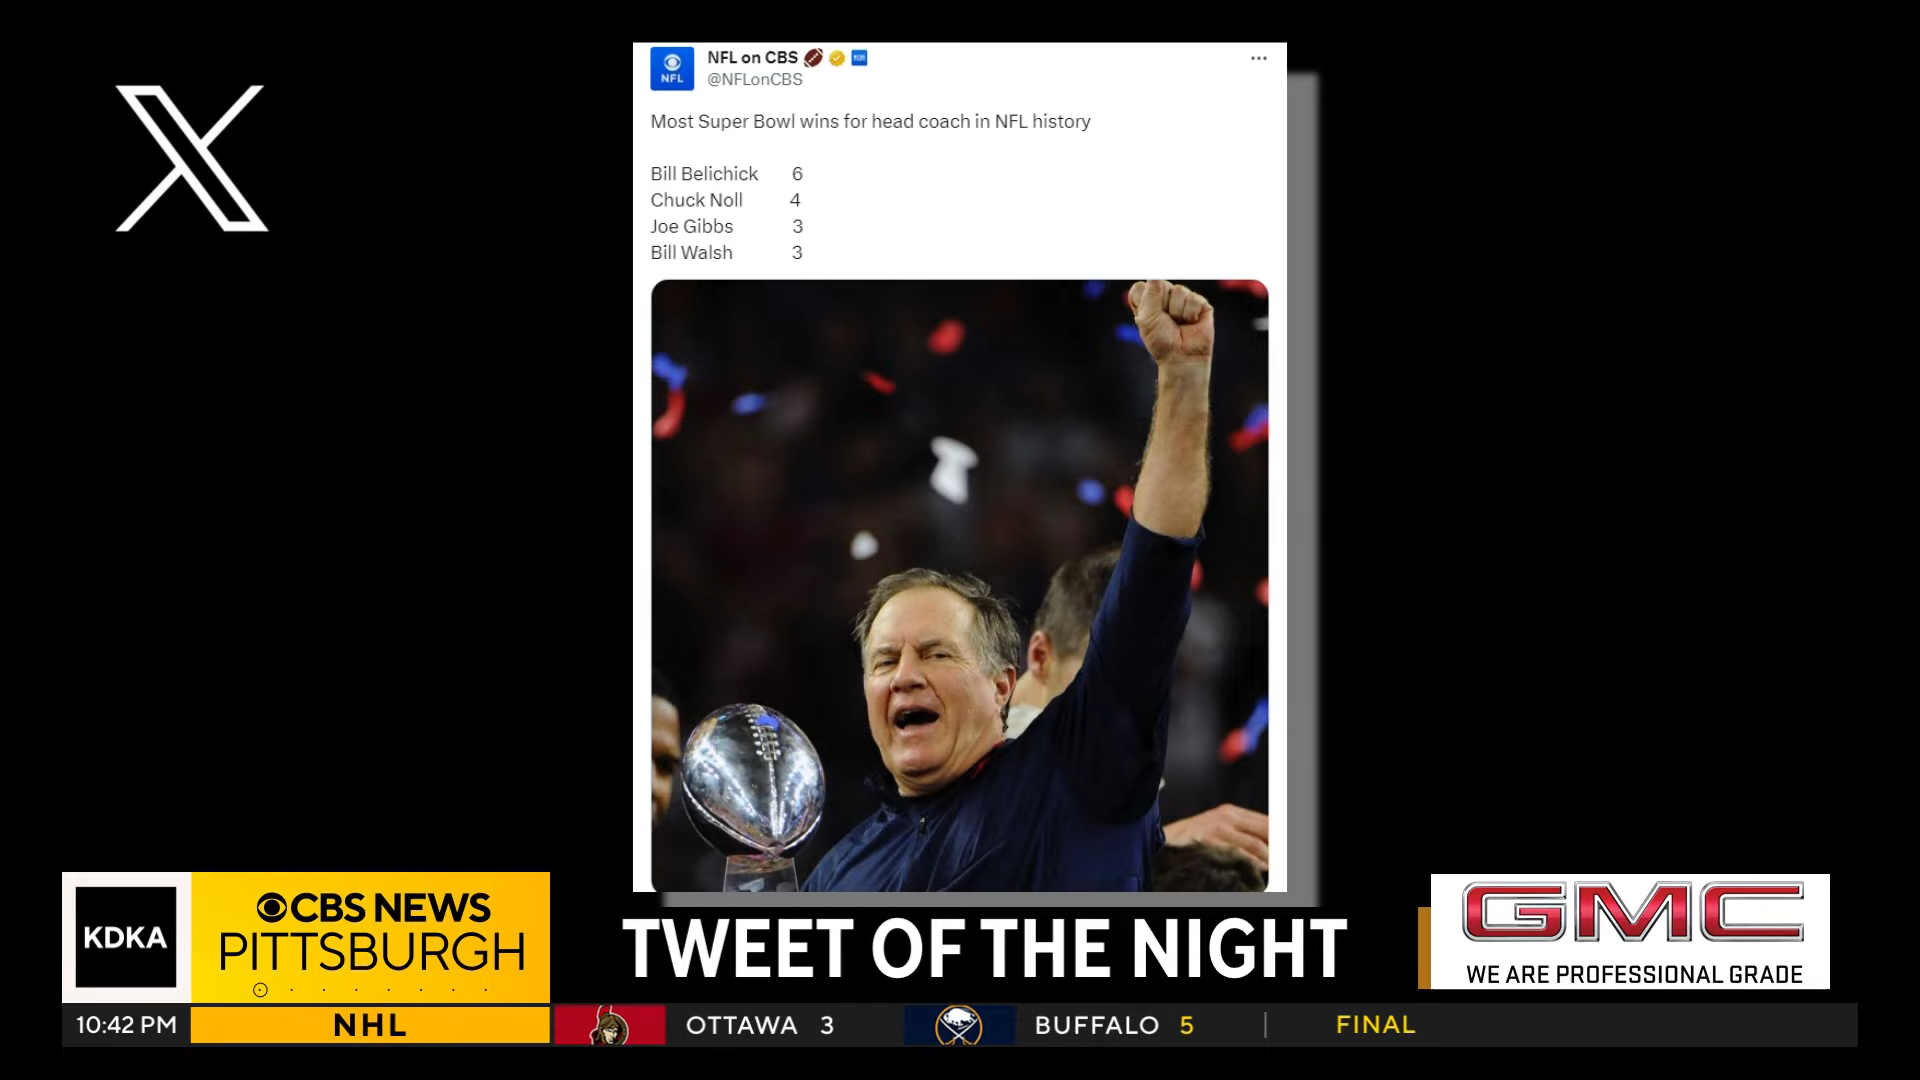 NFL on CBS
@NFLonCBS
NFL
Most Super Bowl wins for head coach in NFL history
Bill Belichick 6
Chuck Noll 4
Joe Gibbs 3
Bill Walsh 3
KDKA
CBS NEWS
PITTSBURGH
TWEET OF THE NIGHT
GMC
WE ARE PROFESSIONAL GRADE
10:42 PM
NHL
OTTAWA 3
BUFFALO 5
FINAL